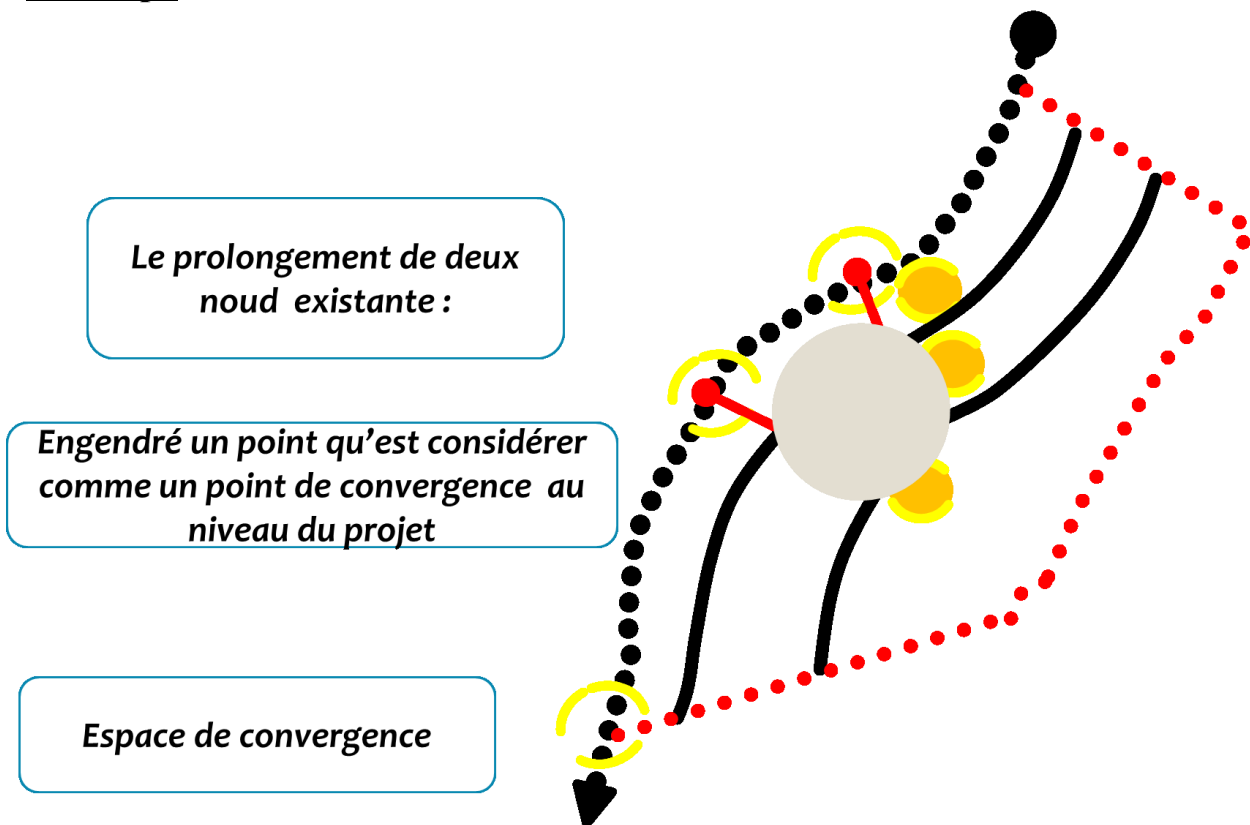 Le prolongement de deux
noud existante :
Engendré un point qu’est considérer
comme un point de convergence au
niveau du projet
Espace de convergence